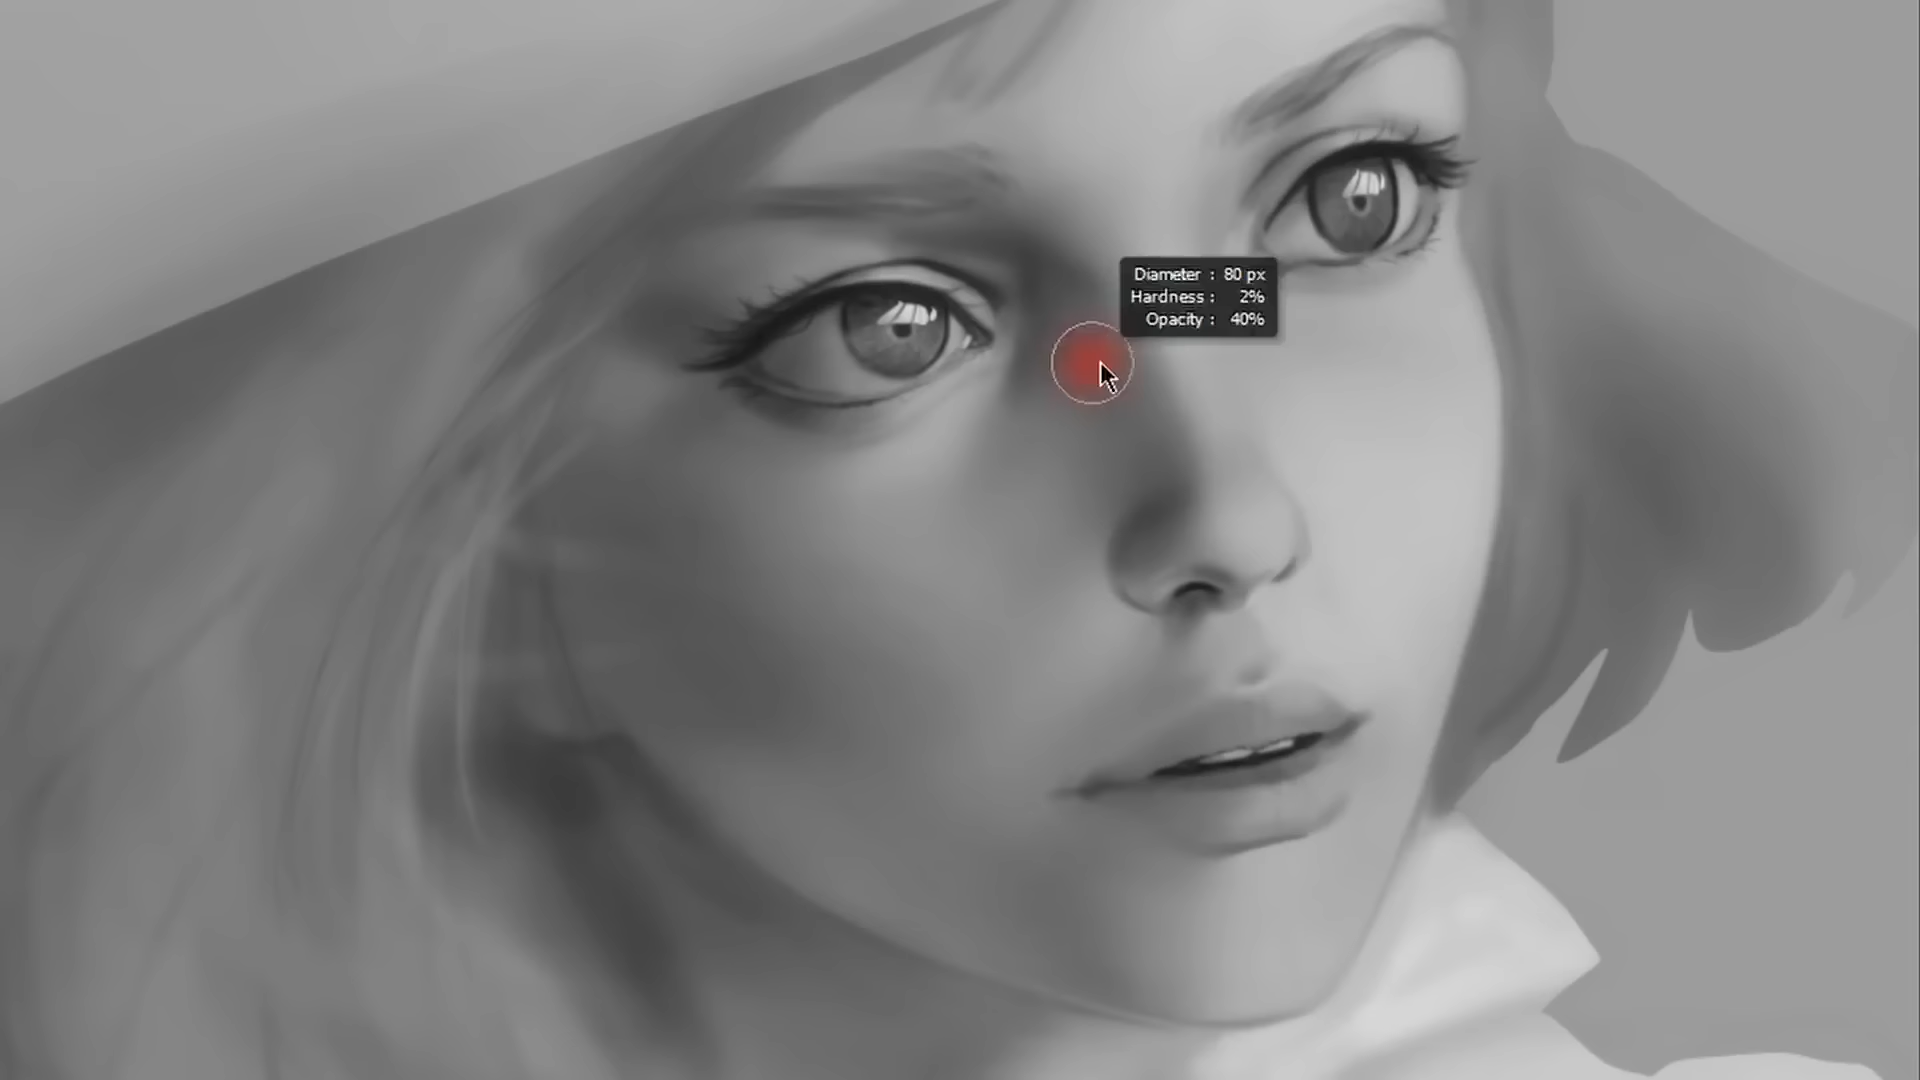 Diameter : 80 px
Hardness : 2%
Opacity : 40%